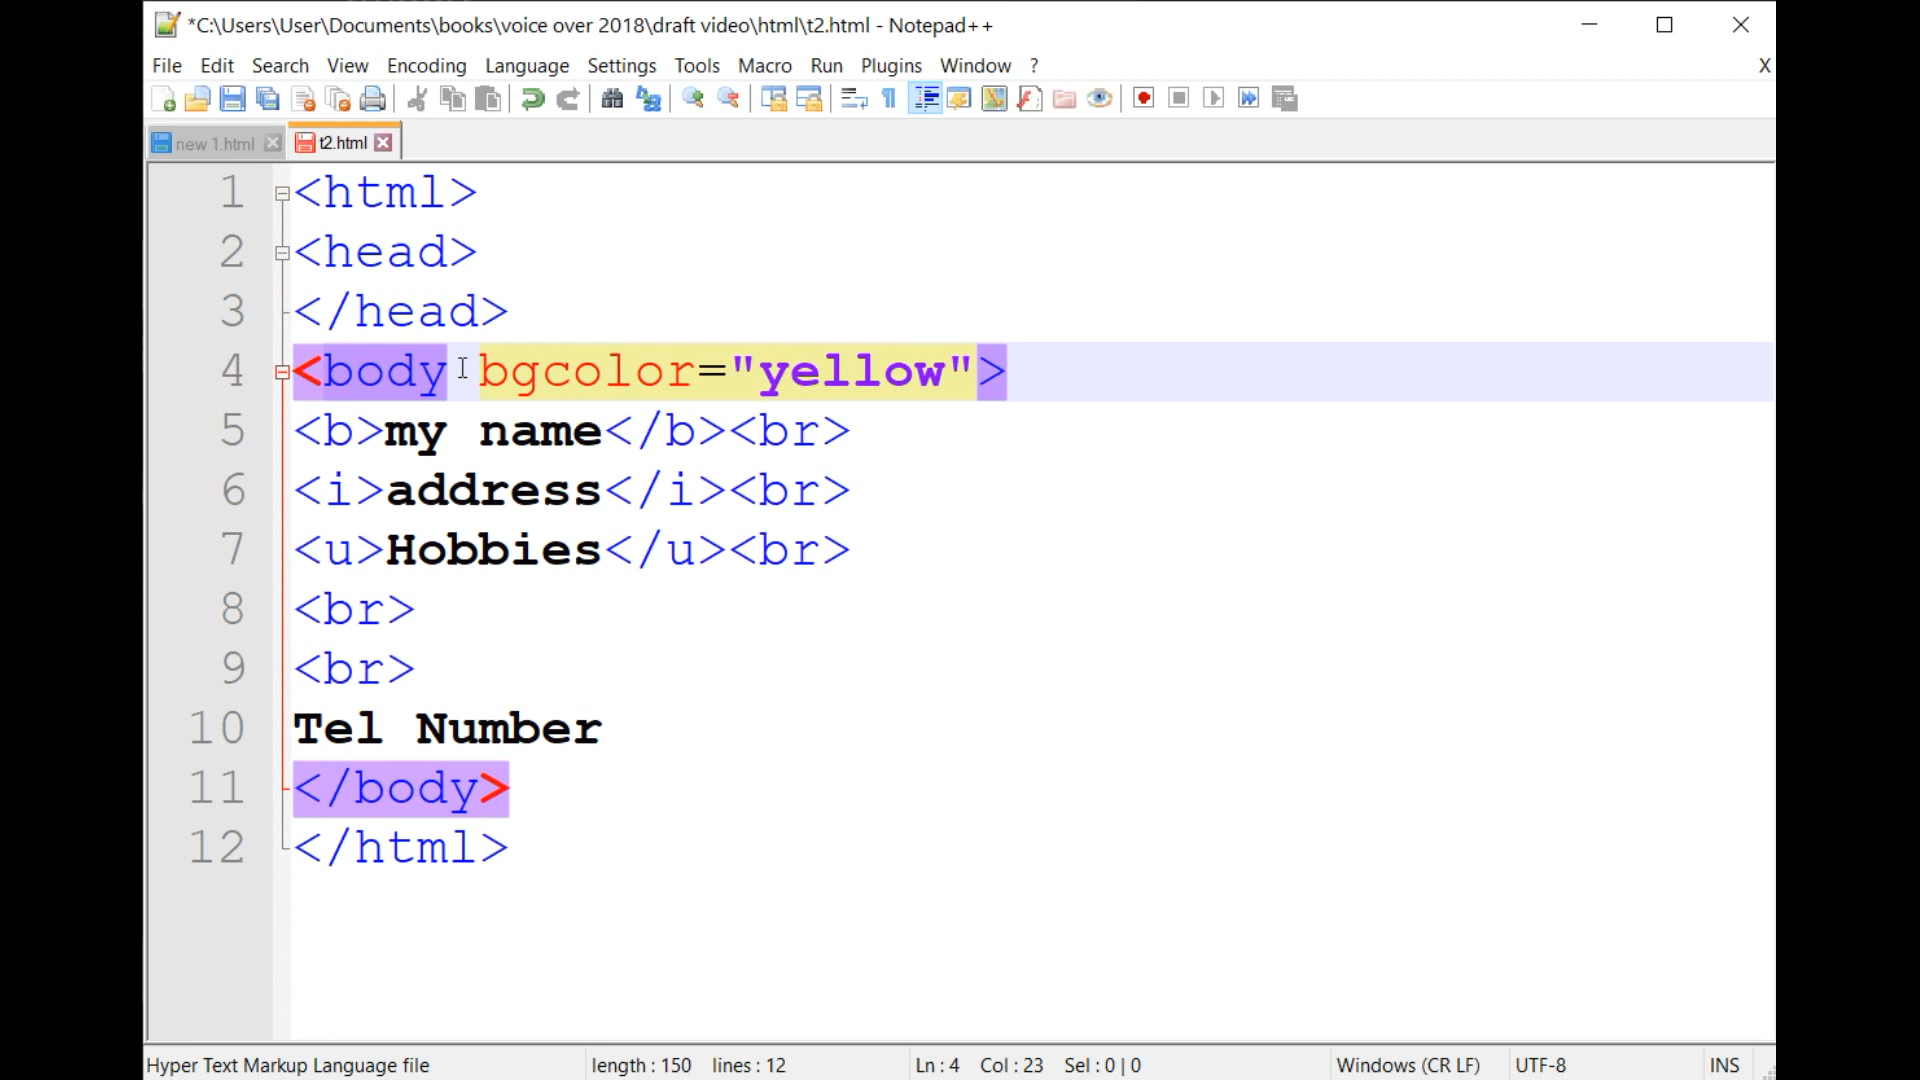 *C:\Users\User\Documents\books\voice over 2018\draft video\html\t2.html - Notepad++
File Edit Search View Encoding Language Settings Tools Macro Run Plugins Window ? X
new 1.html t2.html
1 <html>
2 <head>
3 </head>
4 <body bgcolor="yellow">
5 <b>my name</b><br>
6 <i>address</i><br>
7 <u>Hobbies</u><br>
8 <br>
9 <br>
10 Tel Number
11 </body>
12 </html>
Hyper Text Markup Language file length : 150 lines : 12 Ln : 4 Col : 23 Sel : 0 | 0 Windows (CR LF) UTF-8 INS